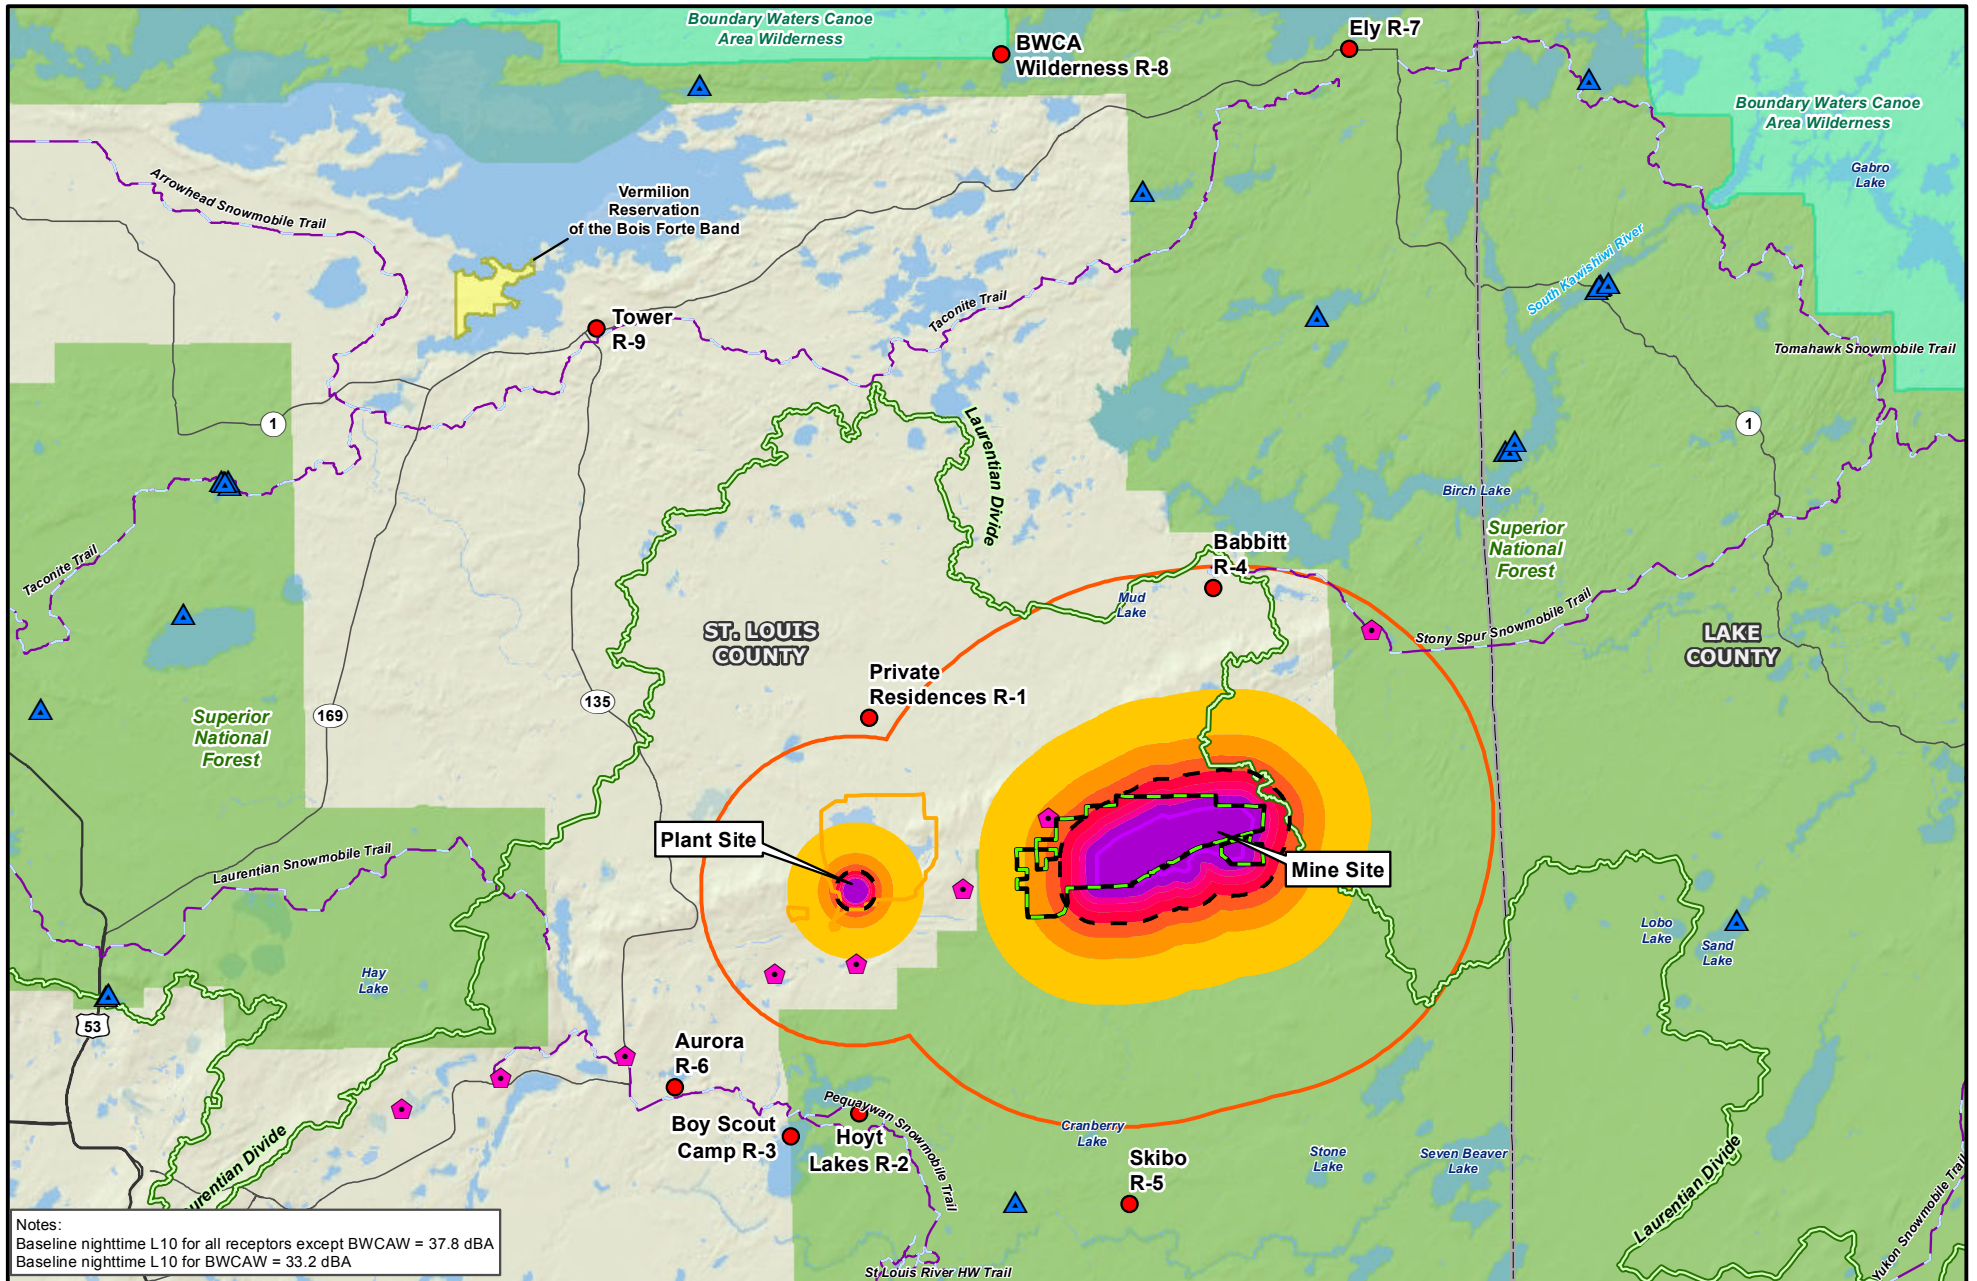 Boundary Waters Canoe
Area Wilderness
BWCA
Wilderness R-8
Ely R-7
Boundary Waters Canoe
Area Wilderness
Gabro
Lake
Arrowhead Snowmobile Trail
Vermilion
Reservation
of the Bois Forte Band
South Kawishiwi River
Taconite Trail
Tower
R-9
Tomahawk Snowmobile Trail
1
1
Laurentian Divide
Birch Lake
Superior
National
Forest
Taconite Trail
Babbitt
R-4
Mud
Lake
Stony Spur Snowmobile Trail
ST. LOUIS
COUNTY
LAKE
COUNTY
Private
Residences R-1
135
169
Superior
National
Forest
Plant Site
Mine Site
Laurentian Snowmobile Trail
Lobo
Lake
Sand
Lake
Hay
Lake
53
Aurora
R-6
Pequaywan Snowmobile Trail
Boy Scout
Camp R-3
Hoyt
Lakes R-2
Cranberry
Lake
Skibo
R-5
Stone
Lake
Seven Beaver
Lake
Laurentian Divide
urentian Divide
Yukon Snowmobile Trail
St Louis River HW Trail
Notes:
Baseline nighttime L10 for all receptors except BWCAW = 37.8 dBA
Baseline nighttime L10 for BWCAW = 33.2 dBA